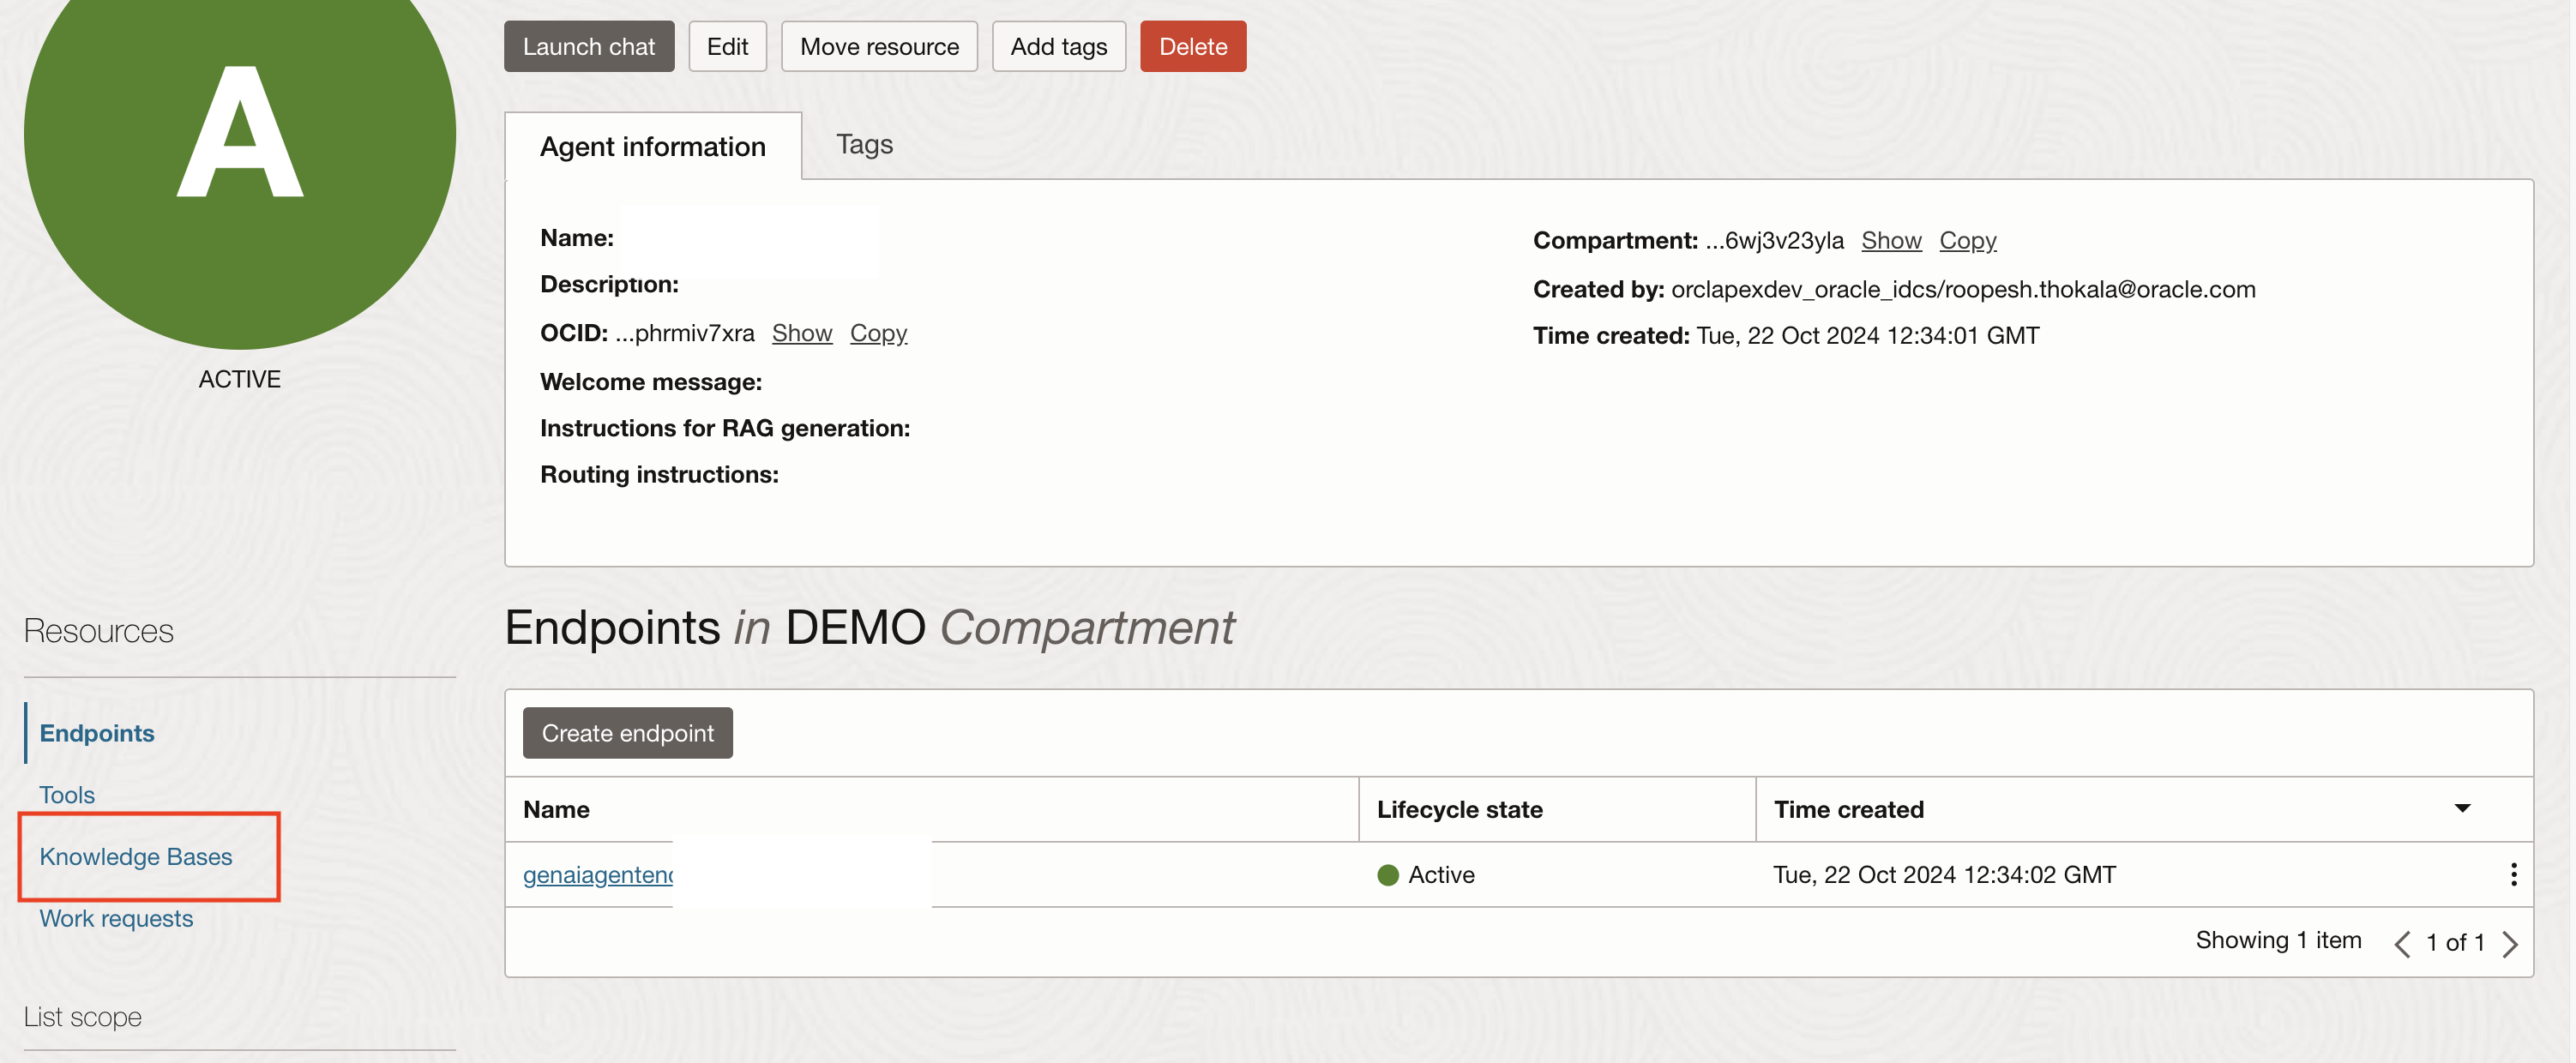 A
ACTIVE
Launch chat Edit Move resource Add tags Delete
Agent information Tags
Name:
Description:
OCID: ...phrmiv7xra Show Copy
Welcome message:
Instructions for RAG generation:
Routing instructions:
Compartment: ...6wj3v23yla Show Copy
Created by: orclapexdev_oracle_idcs/roopesh.thokala@oracle.com
Time created: Tue, 22 Oct 2024 12:34:01 GMT
Resources
Endpoints
Tools
Knowledge Bases
Work requests
List scope
Endpoints in DEMO Compartment
Create endpoint
Name Lifecycle state Time created
genaiagenten Active Tue, 22 Oct 2024 12:34:02 GMT
Showing 1 item 1 of 1